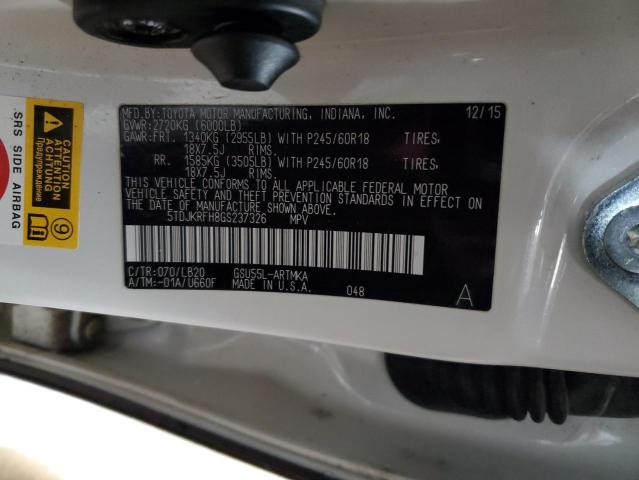 MFD.BY:TOYOTA MOTOR MANUFACTURING, INDIANA, INC. 12/15
GVWR:2720KG (6000LB)
GAWR:FRT. 1340KG (2955LB) WITH P245/60R18 TIRES,
18X7.5J RIMS.
RR. 1585KG (3505LB) WITH P245/60R18 TIRES,
18X7.5J RIMS.
THIS VEHICLE CONFORMS TO ALL APPLICABLE FEDERAL MOTOR
VEHICLE SAFETY AND THEFT PREVENTION STANDARDS IN EFFECT ON
THE DATE OF MANUFACTURE SHOWN ABOVE.
5TDJKRFH8GS237326 MPV
C/TR:070/LB20 GSU55L-ARTMKA
A/TM:-01A/U660F MADE IN U.S.A. 048 A
SRS SIDE AIRBAG
CAUTION
ATTENTION
ACHTUNG
Предупреждение
9